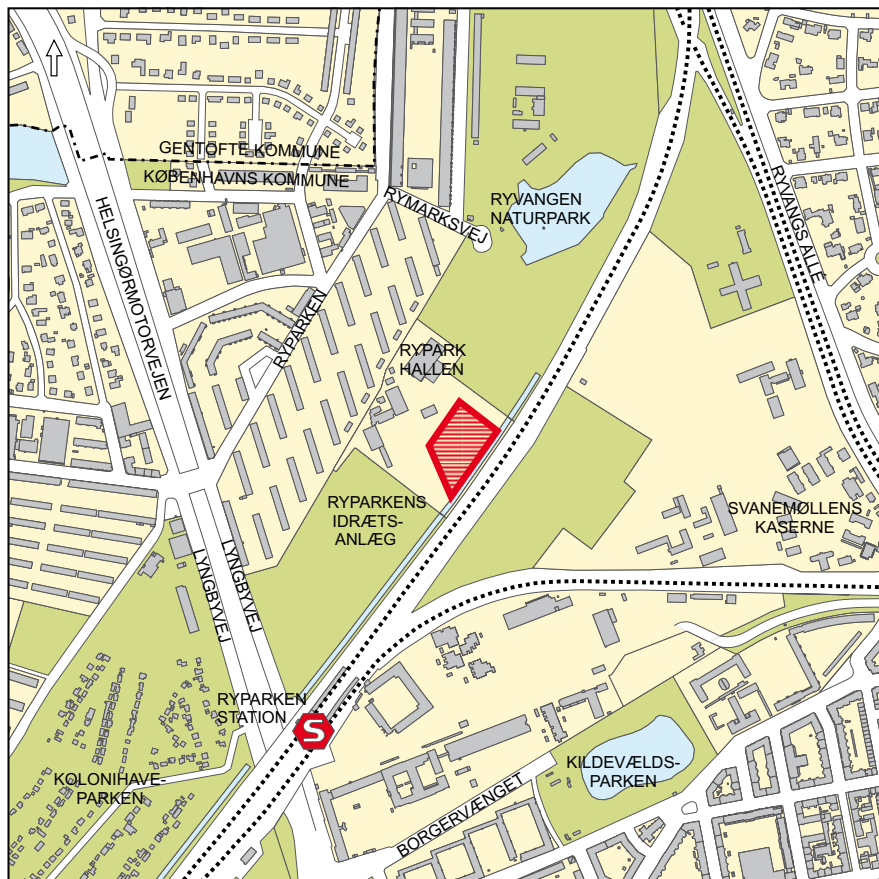 GENTOFTE KOMMUNE
KØBENHAVNS KOMMUNE
HELSINGØRMOTORVEJEN
RYMARKSVEJ
RYVANGEN
NATURPARK
RYVANGS ALLE
RYPARKEN
RYPARK
HALLEN
RYPARKENS
IDRÆTS-
ANLÆG
SVANEMØLLENS
KASERNE
LYNGBYVEJ
LYNGBYVEJ
RYPARKEN
STATION
S
KOLONIHAVE-
PARKEN
KILDEVÆLDS-
PARKEN
BORGERVÆNGET